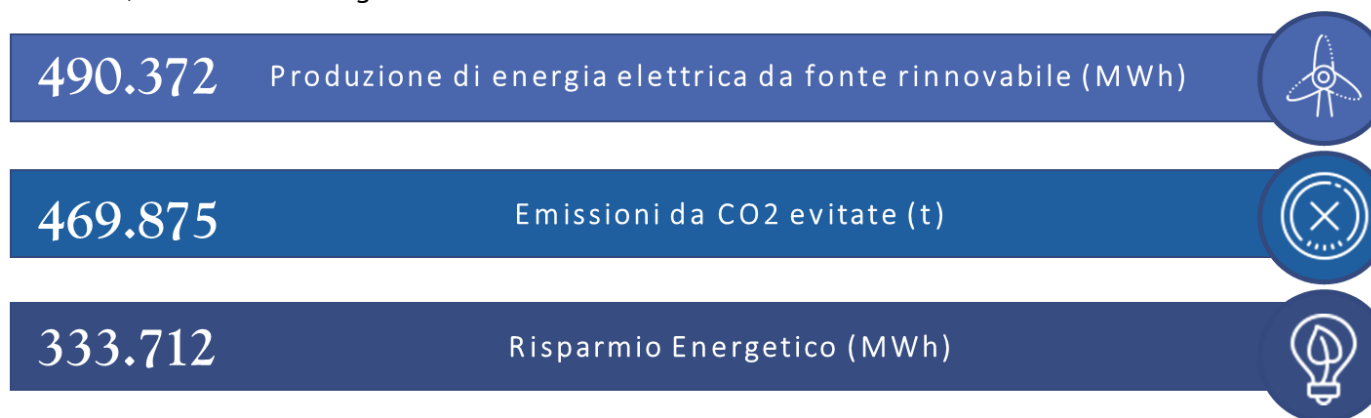 490.372 Produzione di energia elettrica da fonte rinnovabile (MWh)
469.875 Emissioni da CO2 evitate (t)
333.712 Risparmio Energetico (MWh)